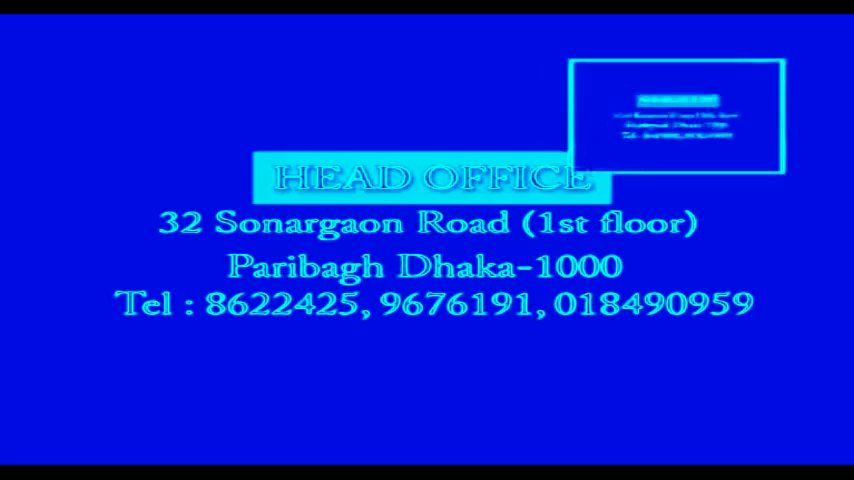 HEAD OFFICE
32 Sonargaon Road (1st floor)
Paribagh Dhaka-1000
Tel : 8622425, 9676191, 018490959